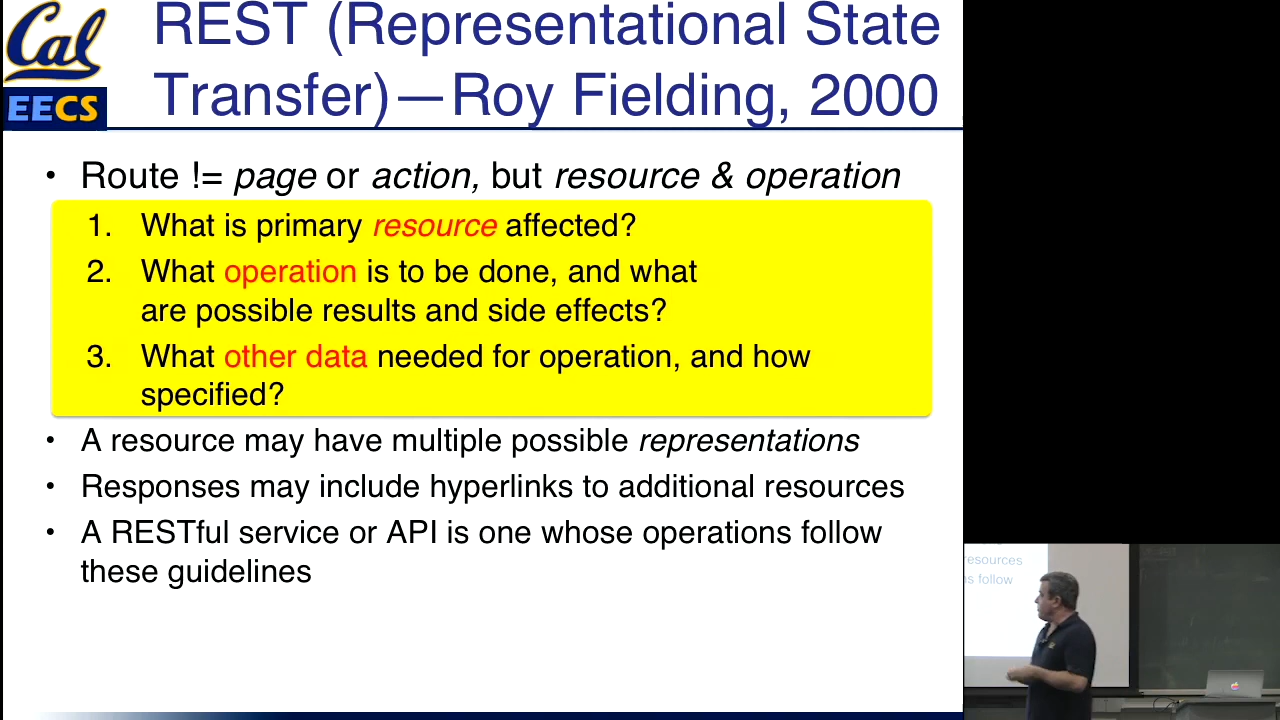 Cal
EECS
REST (Representational State
Transfer)—Roy Fielding, 2000
• Route != page or action, but resource & operation
1. What is primary resource affected?
2. What operation is to be done, and what
are possible results and side effects?
3. What other data needed for operation, and how
specified?
• A resource may have multiple possible representations
• Responses may include hyperlinks to additional resources
• A RESTful service or API is one whose operations follow
these guidelines
resources
s follow